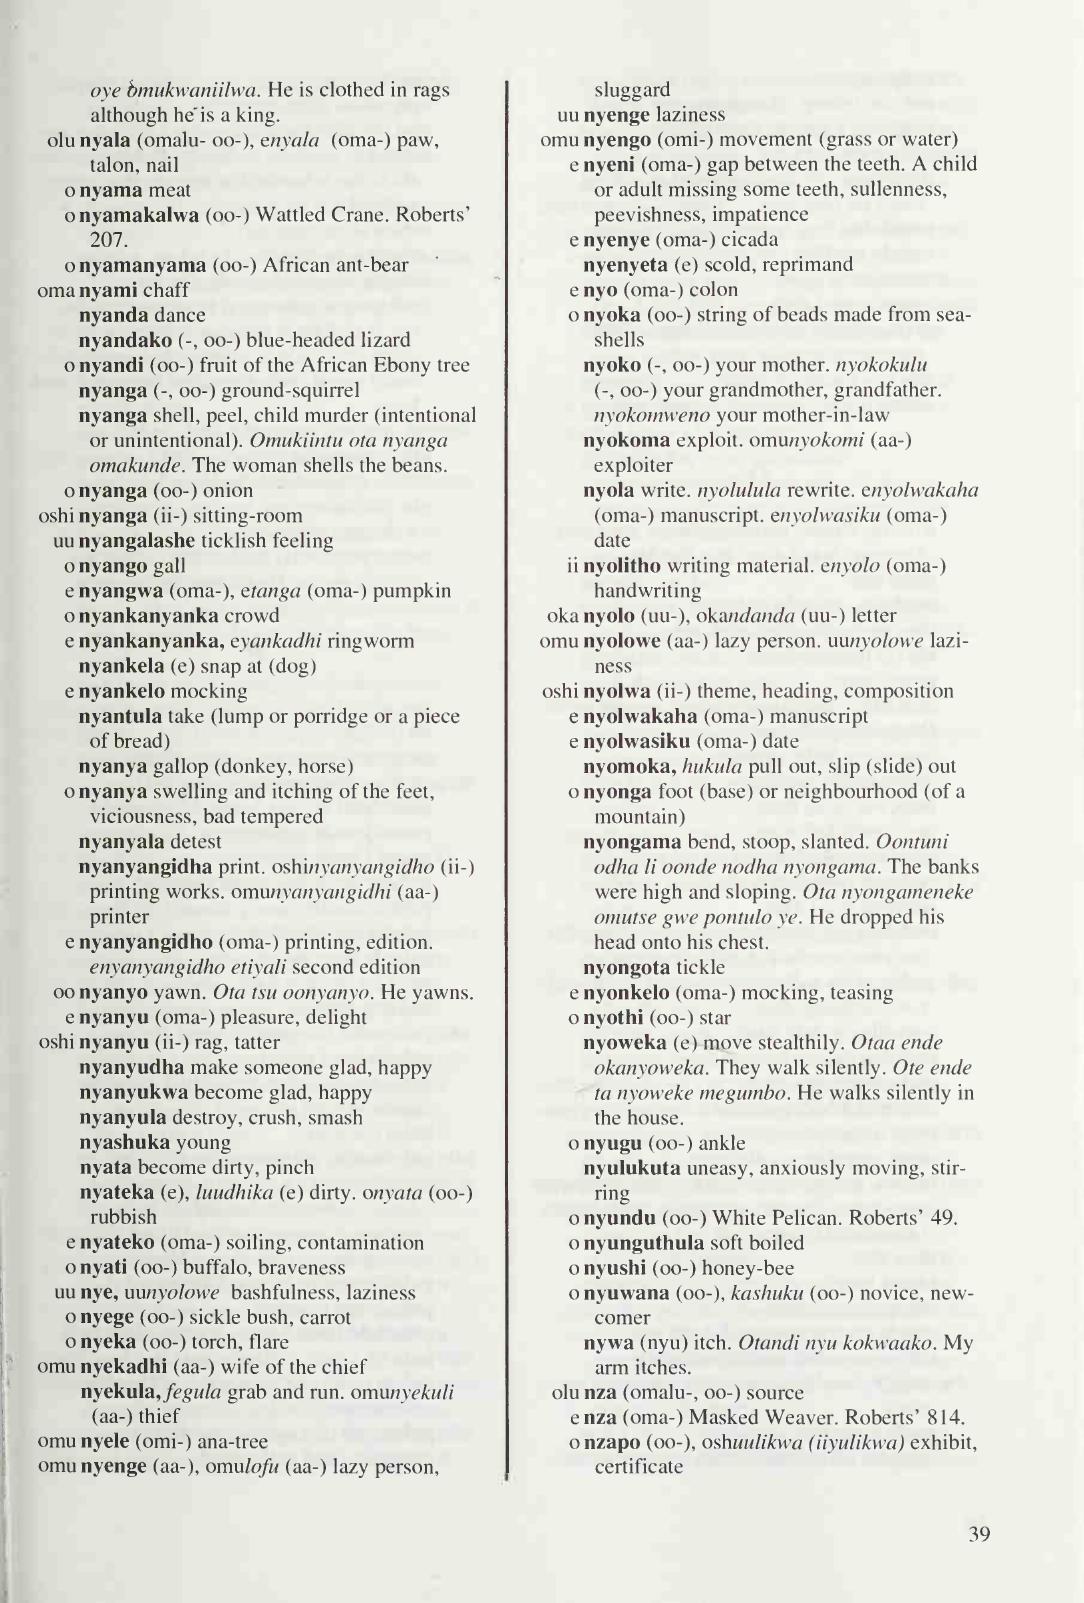 oye omukwaniilwa. He is clothed in rags
although he is a king.
olu nyala (omalu- oo-), enyala (oma-) paw,
talon, nail
o nyama meat
o nyamakalwa (oo-) Wattled Crane. Roberts'
207.
o nyamanyama (oo-) African ant-bear
oma nyami chaff
nyanda dance
nyandako (-, oo-) blue-headed lizard
o nyandi (oo-) fruit of the African Ebony tree
nyanga (-, oo-) ground-squirrel
nyanga shell, peel, child murder (intentional
or unintentional). Omukiintu ota nyanga
omakunde. The woman shells the beans.
o nyanga (oo-) onion
oshi nyanga (ii-) sitting-room
uu nyangalashe ticklish feeling
o nyango gall
e nyangwa (oma-), etanga (oma-) pumpkin
o nyankanyanka crowd
e nyankanyanka, eyankadhi ringworm
nyankela (e) snap at (dog)
e nyankelo mocking
nyantula take (lump or porridge or a piece
of bread)
nyanya gallop (donkey, horse)
o nyanya swelling and itching of the feet,
viciousness, bad tempered
nyanyala detest
nyanyangidha print. oshinyanyangidho (ii-)
printing works. omunyanyangidhi (aa-)
printer
e nyanyangidho (oma-) printing, edition.
enyanyangidho etiyali second edition
oo nyanyo yawn. Ota tsu oonyanyo. He yawns.
e nyanyu (oma-) pleasure, delight
oshi nyanyu (ii-) rag, tatter
nyanyudha make someone glad, happy
nyanyukwa become glad, happy
nyanyula destroy, crush, smash
nyashuka young
nyata become dirty, pinch
nyateka (e), luudhika (e) dirty. onyata (oo-)
rubbish
e nyateko (oma-) soiling, contamination
o nyati (oo-) buffalo, braveness
uu nye, uunyolowe bashfulness, laziness
o nyege (oo-) sickle bush, carrot
o nyeka (oo-) torch, flare
omu nyekadhi (aa-) wife of the chief
nyekula, fegula grab and run. omunyekuli
(aa-) thief
omu nyele (omi-) ana-tree
omu nyenge (aa-), omulofu (aa-) lazy person,
sluggard
uu nyenge laziness
omu nyengo (omi-) movement (grass or water)
e nyeni (oma-) gap between the teeth. A child
or adult missing some teeth, sullenness,
peevishness, impatience
e nyenye (oma-) cicada
nyenyeta (e) scold, reprimand
e nyo (oma-) colon
o nyoka (oo-) string of beads made from sea-
shells
nyoko (-, oo-) your mother. nyokokulu
(-, oo-) your grandmother, grandfather.
nyokomweno your mother-in-law
nyokoma exploit. omunyokomi (aa-)
exploiter
nyola write. nyolulula rewrite. enyolwakaha
(oma-) manuscript. enyolwasiku (oma-)
date
ii nyolitho writing material. enyolo (oma-)
handwriting
oka nyolo (uu-), okandanda (uu-) letter
omu nyolowe (aa-) lazy person. uunyolowe lazi-
ness
oshi nyolwa (ii-) theme, heading, composition
e nyolwakaha (oma-) manuscript
e nyolwasiku (oma-) date
nyomoka, hukula pull out, slip (slide) out
o nyonga foot (base) or neighbourhood (of a
mountain)
nyongama bend, stoop, slanted. Oontuni
odha li oonde nodha nyongama. The banks
were high and sloping. Ota nyongameneke
omutse gwe pontulo ye. He dropped his
head onto his chest.
nyongota tickle
e nyonkelo (oma-) mocking, teasing
o nyothi (oo-) star
nyoweka (e) move stealthily. Otaa ende
okanyoweka. They walk silently. Ote ende
ta nyoweke megumbo. He walks silently in
the house.
o nyugu (oo-) ankle
nyulukuta uneasy, anxiously moving, stir-
ring
o nyundu (oo-) White Pelican. Roberts' 49.
o nyunguthula soft boiled
o nyushi (oo-) honey-bee
o nyuwana (oo-), kashuku (oo-) novice, new-
comer
nywa (nyu) itch. Otandi nyu kokwaako. My
arm itches.
olu nza (omalu-, oo-) source
e nza (oma-) Masked Weaver. Roberts' 814.
o nzapo (oo-), oshuulikwa (iiyulikwa) exhibit,
certificate
39